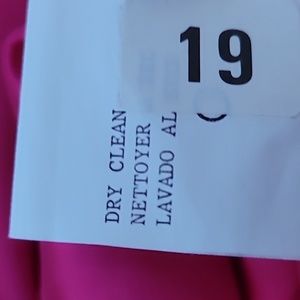 19
DRY CLEAN
NETTOYER
LAVADO AL